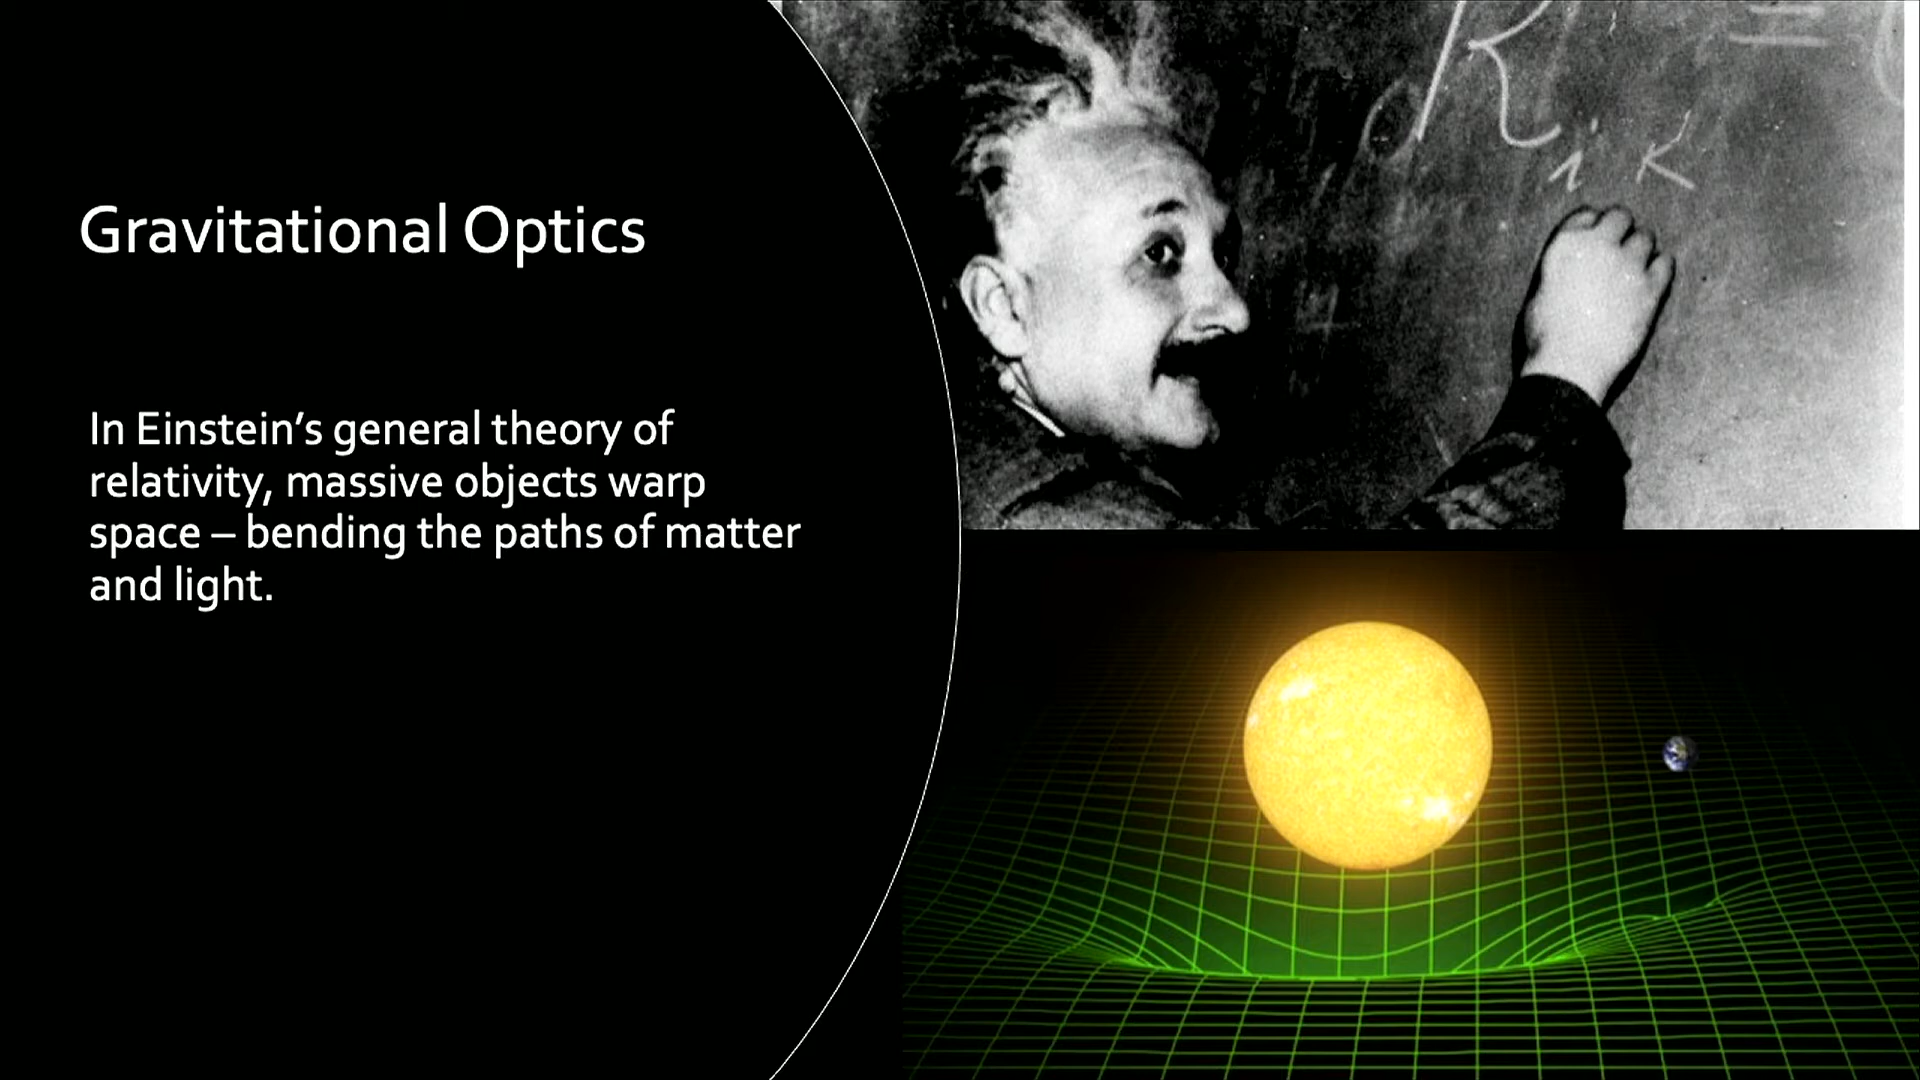 Gravitational Optics
In Einstein’s general theory of
relativity, massive objects warp
space – bending the paths of matter
and light.
R = 
i K